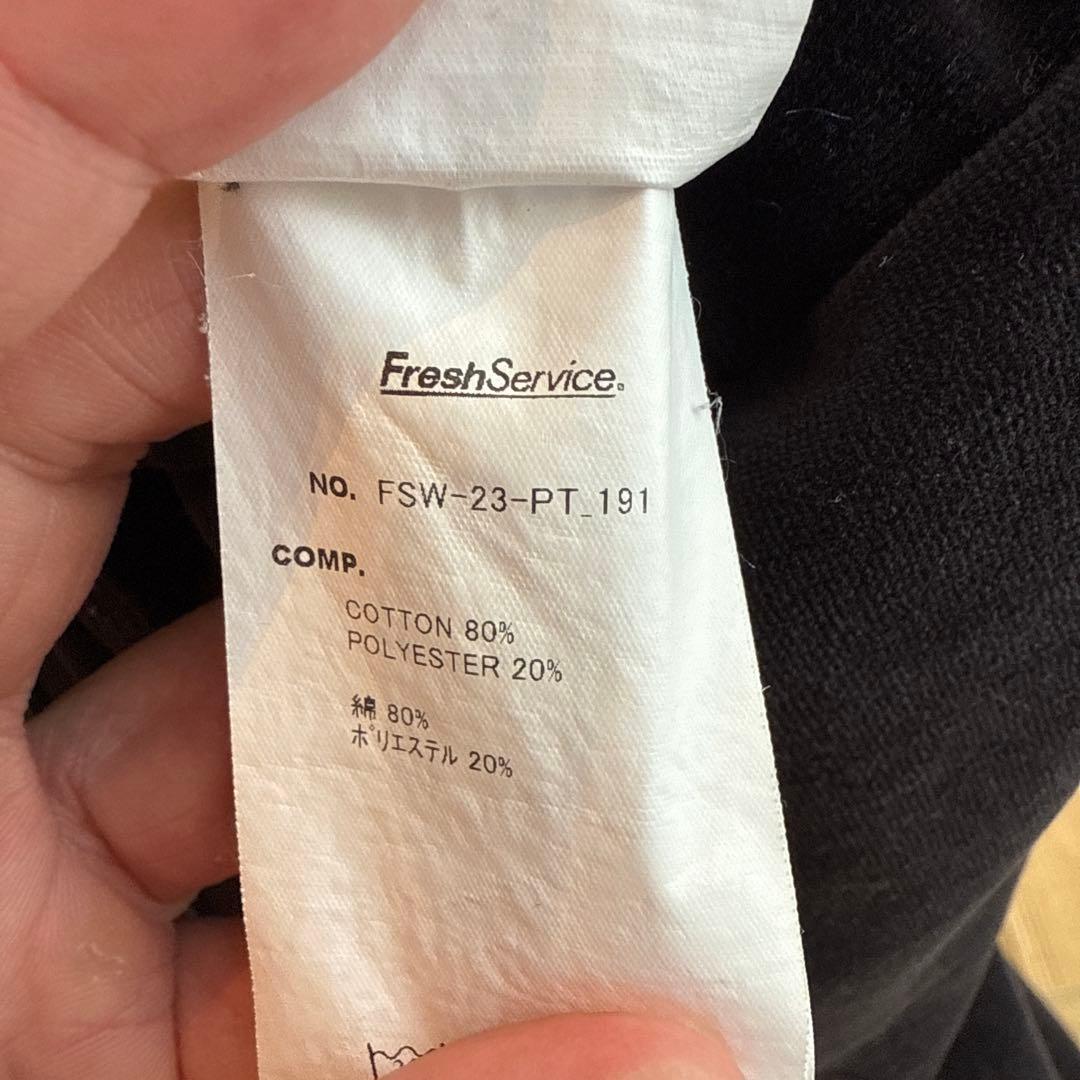 FreshService.
NO. FSW-23-PT_191
COMP.
COTTON 80%
POLYESTER 20%
綿 80%
ポリエステル 20%